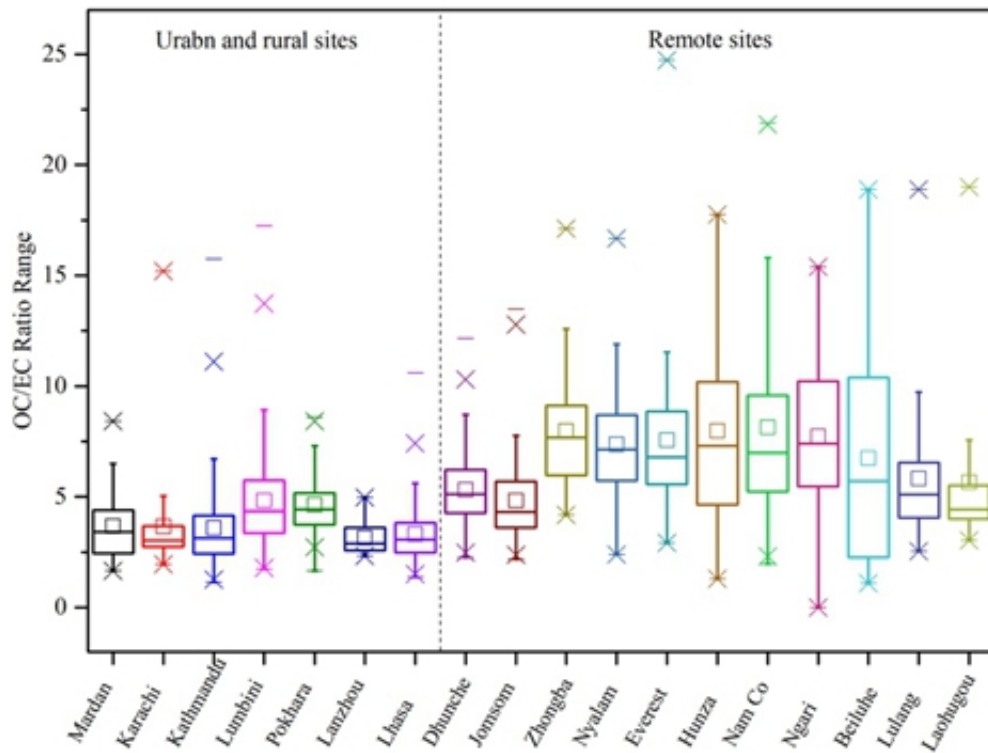 Urabn and rural sites
Remote sites
OC/EC Ratio Range
25
20
15
10
5
0
Mardan
Karachi
Kathmandu
Lumbini
Pokhara
Lanzhou
Lhasa
Dhunche
Jomsom
Zhongba
Nyalam
Everest
Hunza
Nam Co
Ngari
Beiluhe
Lulang
Laohugou